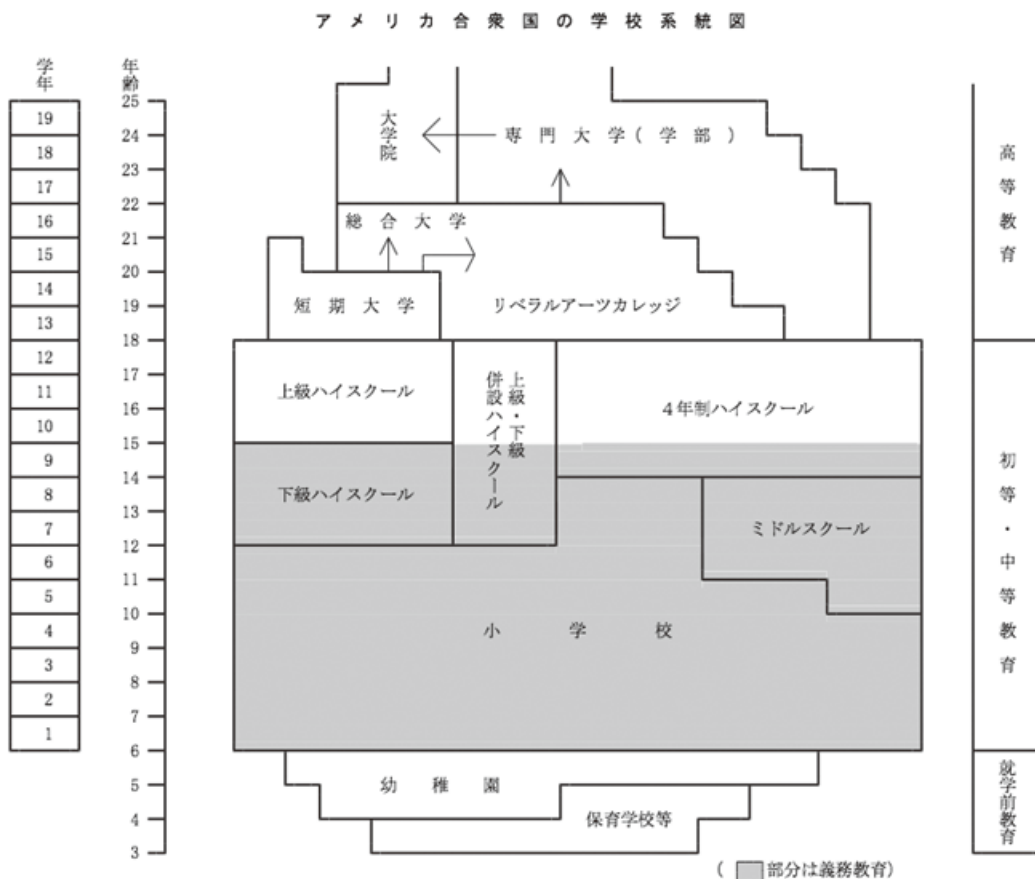 アメリカ合衆国の学校系統図
学年
年齢
19
18
17
16
15
14
13
12
11
10
9
8
7
6
5
4
3
2
1
25
24
23
22
21
20
19
18
17
16
15
14
13
12
11
10
9
8
7
6
5
4
3
大学院
専門大学(学部)
総合大学
短期大学
リベラルアーツカレッジ
上級ハイスクール
上級・下級
併設ハイスクール
4年制ハイスクール
下級ハイスクール
ミドルスクール
小学校
幼稚園
保育学校等
高等教育
初等・中等教育
就学前教育
( 部分は義務教育)